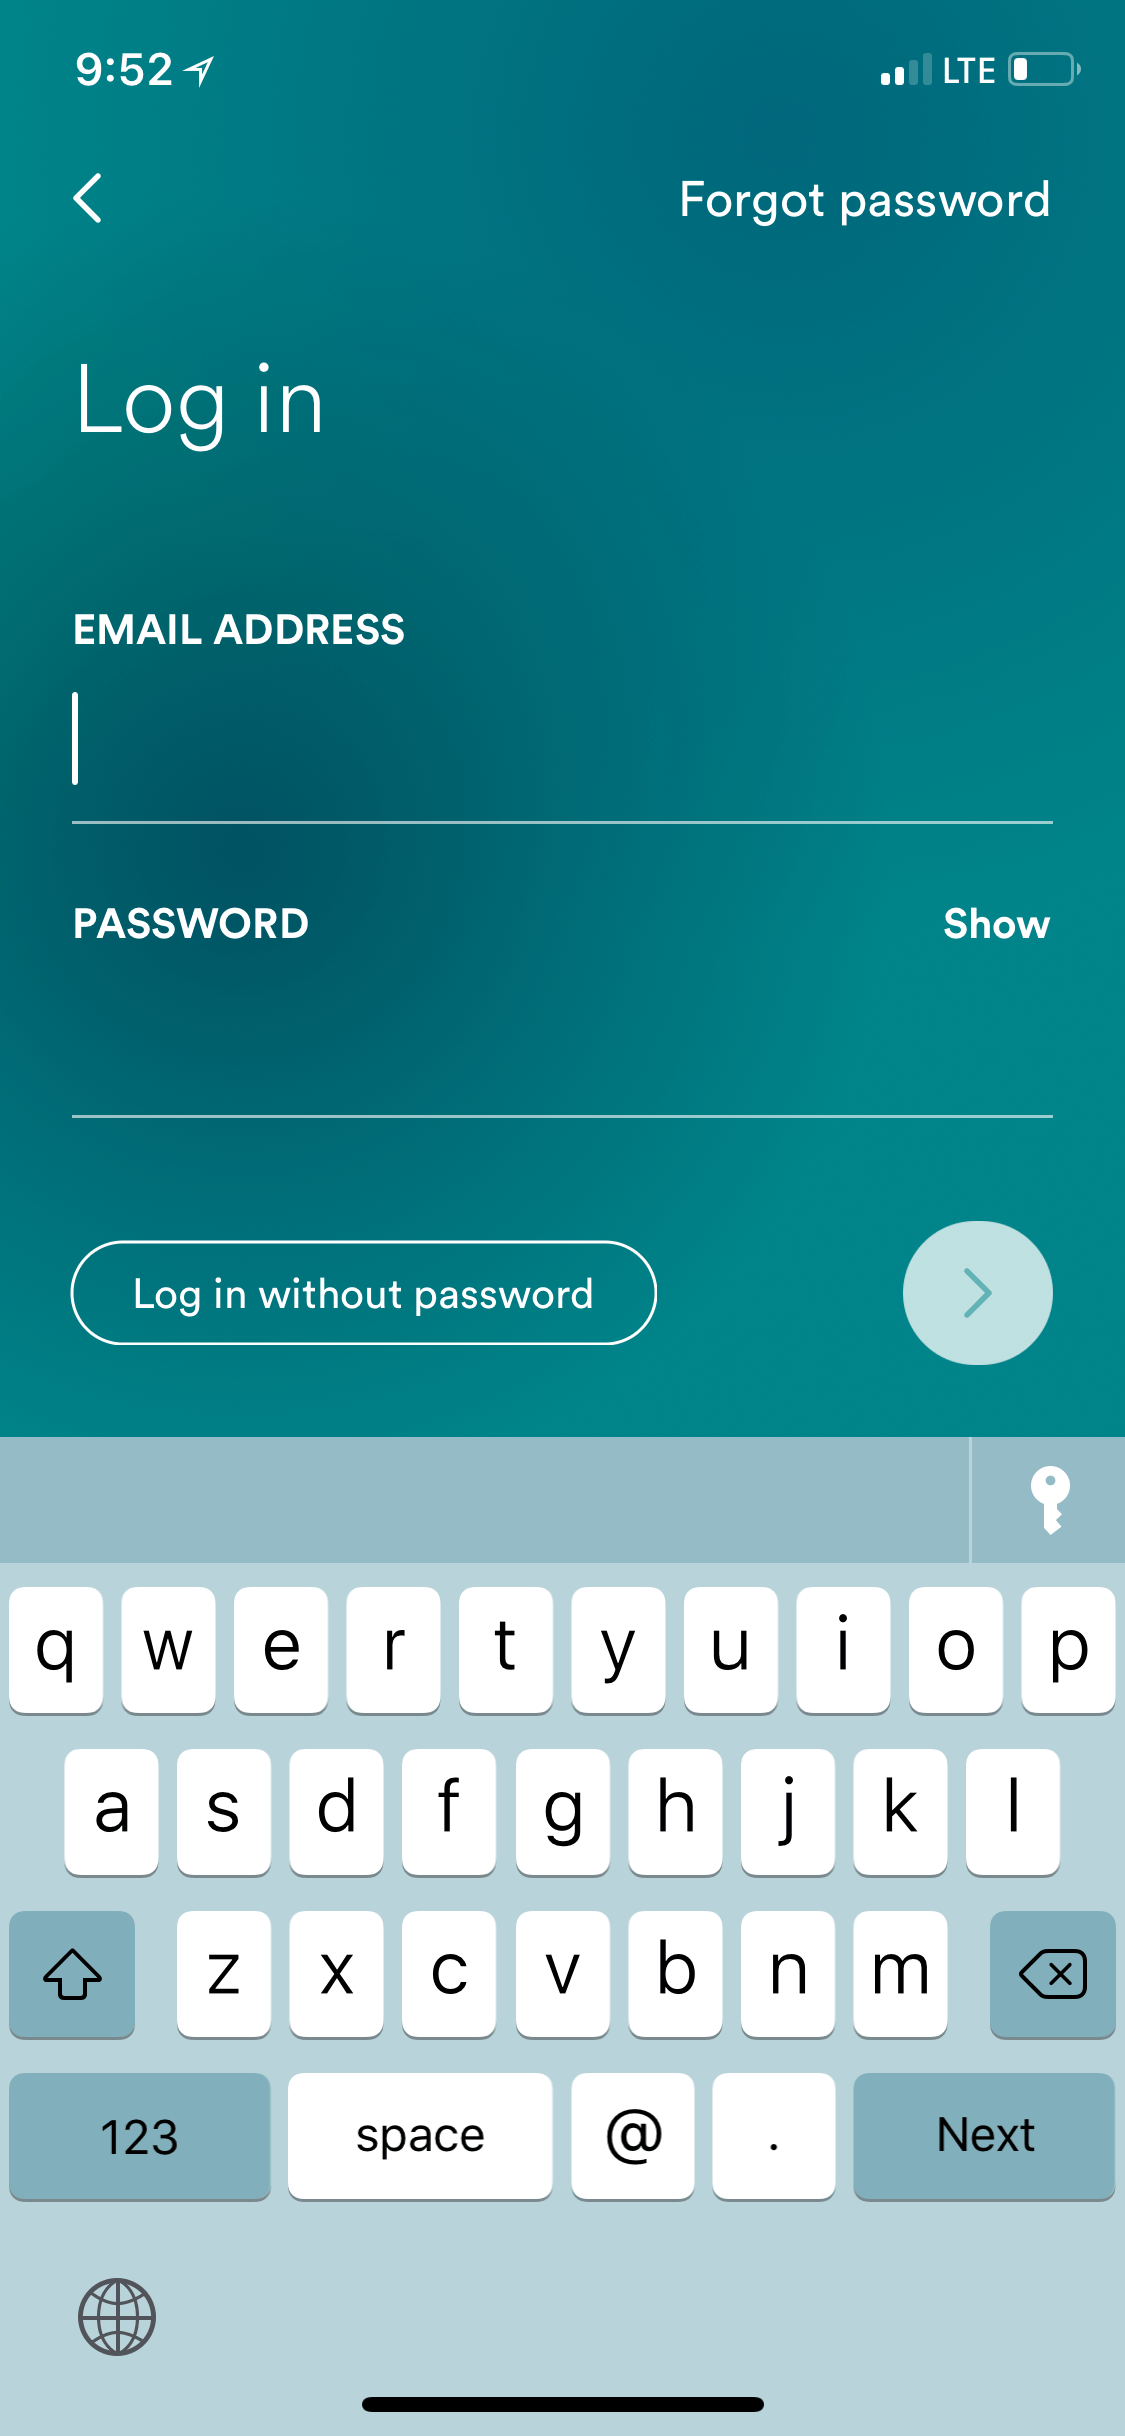 9:52 LTE
Forgot password
Log in
EMAIL ADDRESS
PASSWORD Show
Log in without password
q w e r t y u i o p
a s d f g h j k l
z x c v b n m
123 space @ . Next